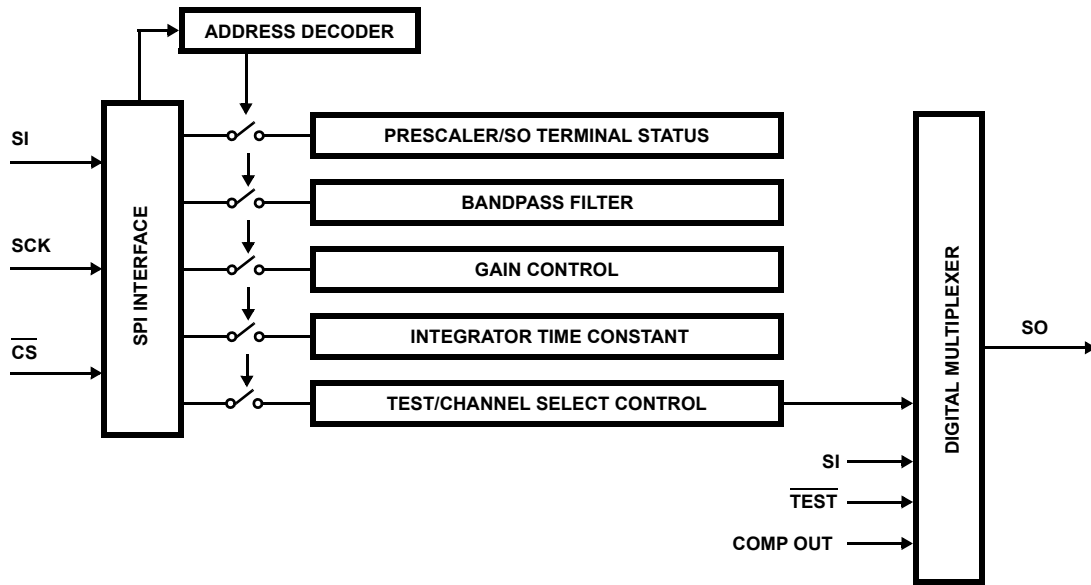 ADDRESS DECODER
SI
SCK
CS
SPI INTERFACE
PRESCALER/SO TERMINAL STATUS
BANDPASS FILTER
GAIN CONTROL
INTEGRATOR TIME CONSTANT
TEST/CHANNEL SELECT CONTROL
SI
TEST
COMP OUT
DIGITAL MULTIPLEXER
SO